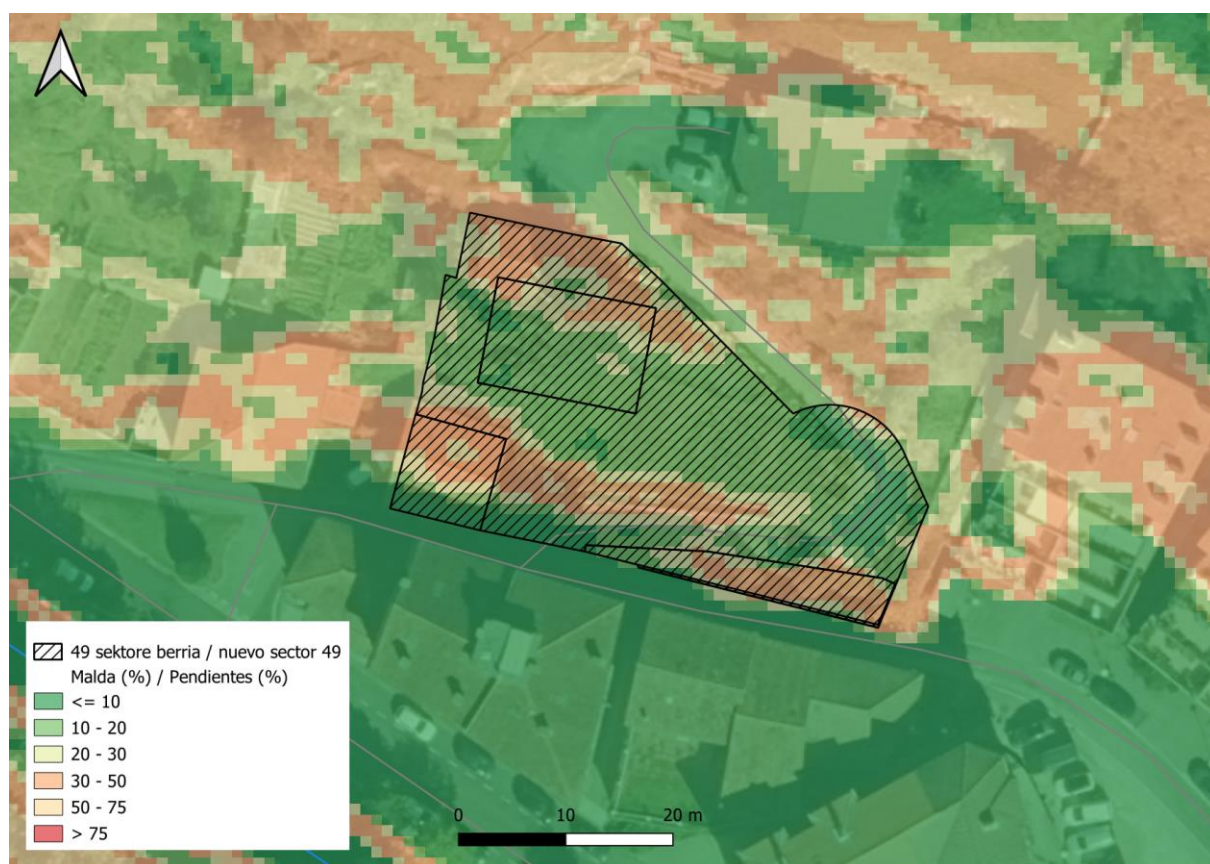 49 sektore berria / nuevo sector 49
Malda (%) / Pendientes (%)
<= 10
10 - 20
20 - 30
30 - 50
50 - 75
> 75
0 10 20 m